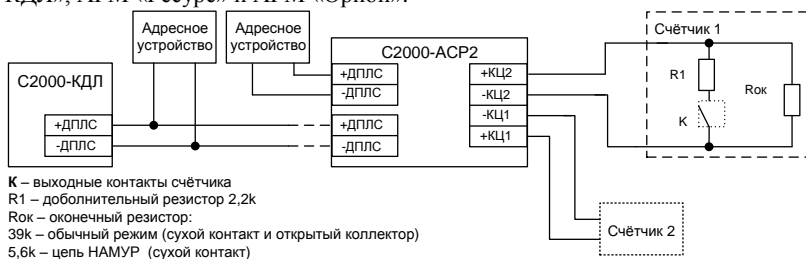 КДЛ», АРМ «Ресурс» и АРМ «Орион».
Адресное
устройство
Адресное
устройство
С2000-АСР2
Счётчик 1
С2000-КДЛ
+ДПЛС
-ДПЛС
+КЦ2
-КЦ2
-КЦ1
+КЦ1
R1
Rок
К
+ДПЛС
-ДПЛС
+ДПЛС
-ДПЛС
К – выходные контакты счётчика
R1 – доболнительный резистор 2,2k
Rок – оконечный резистор:
39k – обычный режим (сухой контакт и открытый коллектор)
5,6k – цепь НАМУР (сухой контакт)
Счётчик 2